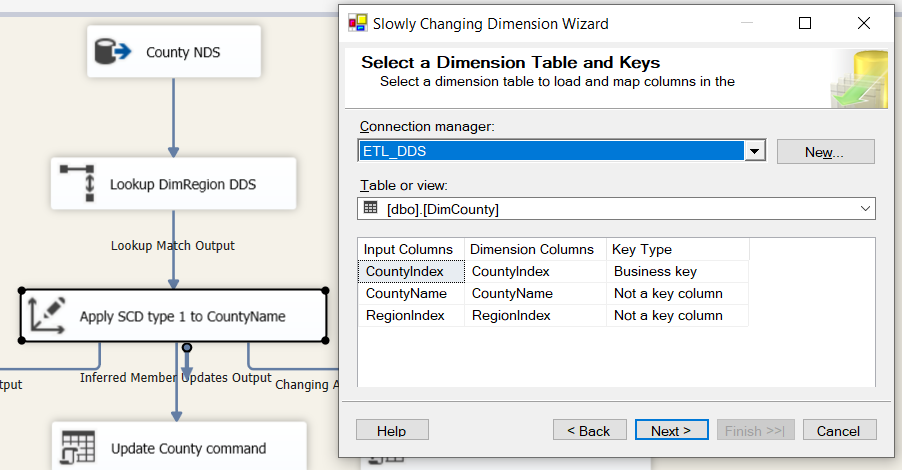 County NDS
Lookup DimRegion DDS
Lookup Match Output
Apply SCD type 1 to CountyName
tput
Inferred Member Updates Output
Changing A
Update County command
Slowly Changing Dimension Wizard
Select a Dimension Table and Keys
Select a dimension table to load and map columns in the
Connection manager:
ETL_DDS
New...
Table or view:
[dbo].[DimCounty]
Input Columns Dimension Columns Key Type
CountyIndex CountyIndex Business key
CountyName CountyName Not a key column
RegionIndex RegionIndex Not a key column
Help < Back Next > Finish >>| Cancel